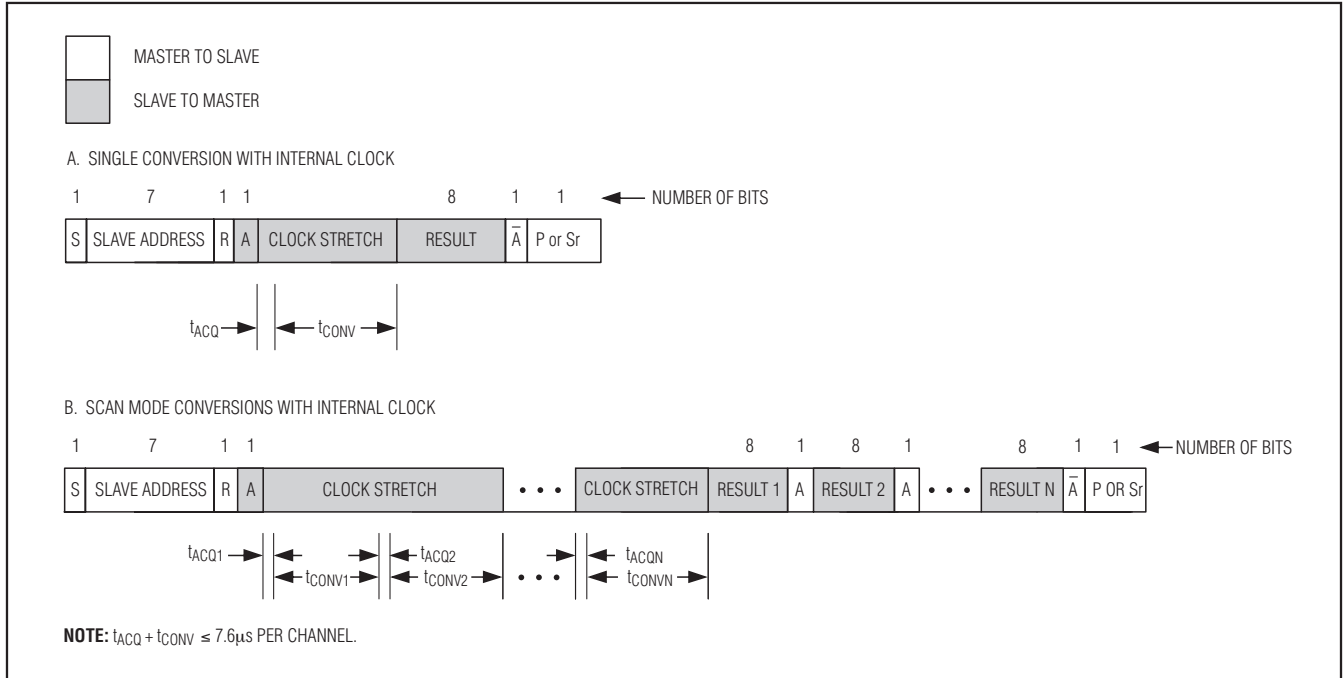 MASTER TO SLAVE
SLAVE TO MASTER
A. SINGLE CONVERSION WITH INTERNAL CLOCK
1 7 1 1 8 1 1 NUMBER OF BITS
S SLAVE ADDRESS R A CLOCK STRETCH RESULT A̅ P or Sr
tACQ tCONV
B. SCAN MODE CONVERSIONS WITH INTERNAL CLOCK
1 7 1 1 8 1 8 1 8 1 1 NUMBER OF BITS
S SLAVE ADDRESS R A CLOCK STRETCH • • • CLOCK STRETCH RESULT 1 A RESULT 2 A • • • RESULT N A̅ P OR Sr
tACQ1 tACQ2 tACQN
tCONV1 tCONV2 • • • tCONVN
NOTE: tACQ + tCONV ≤ 7.6μs PER CHANNEL.